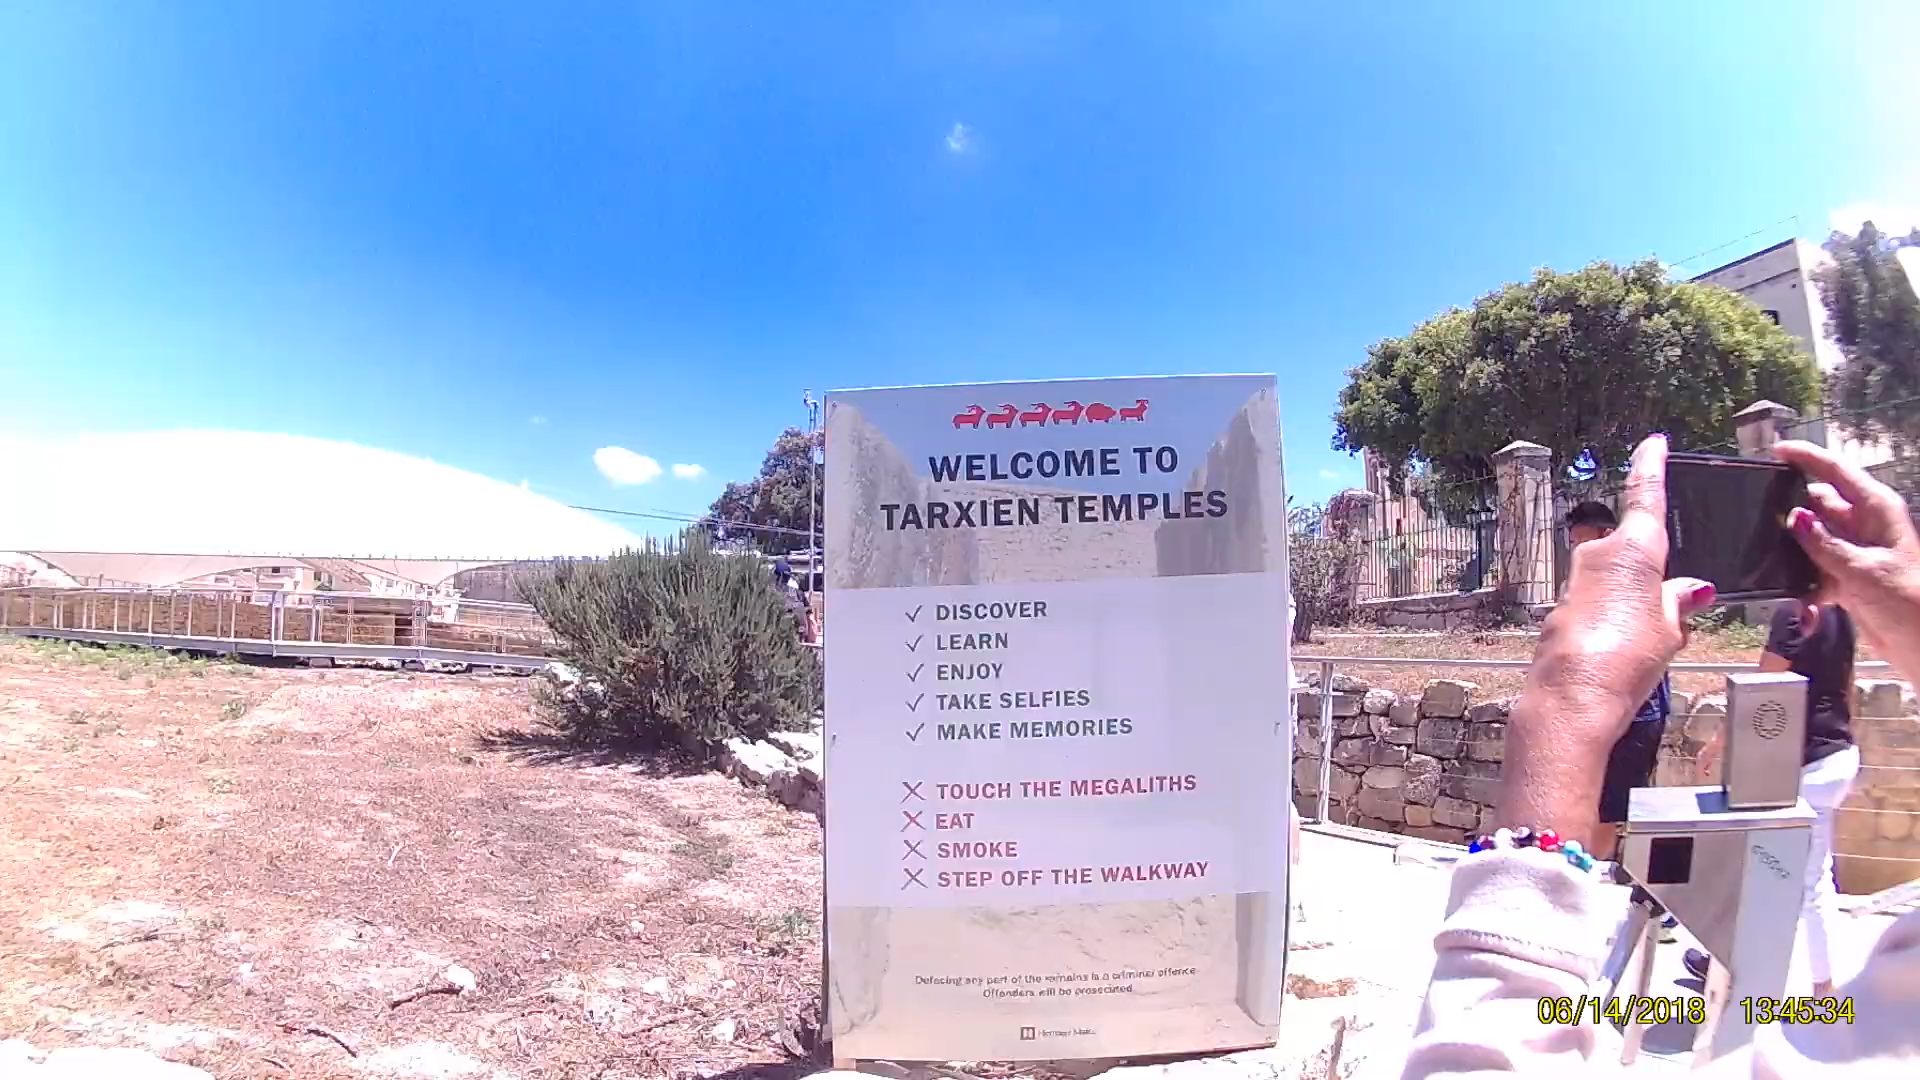 WELCOME TO
TARXIEN TEMPLES
✓ DISCOVER
✓ LEARN
✓ ENJOY
✓ TAKE SELFIES
✓ MAKE MEMORIES
✗ TOUCH THE MEGALITHS
✗ EAT
✗ SMOKE
✗ STEP OFF THE WALKWAY
Defacing any part of the remains is a criminal offence
Offenders will be prosecuted.
Heritage Malta
06/14/2018 13:45:34